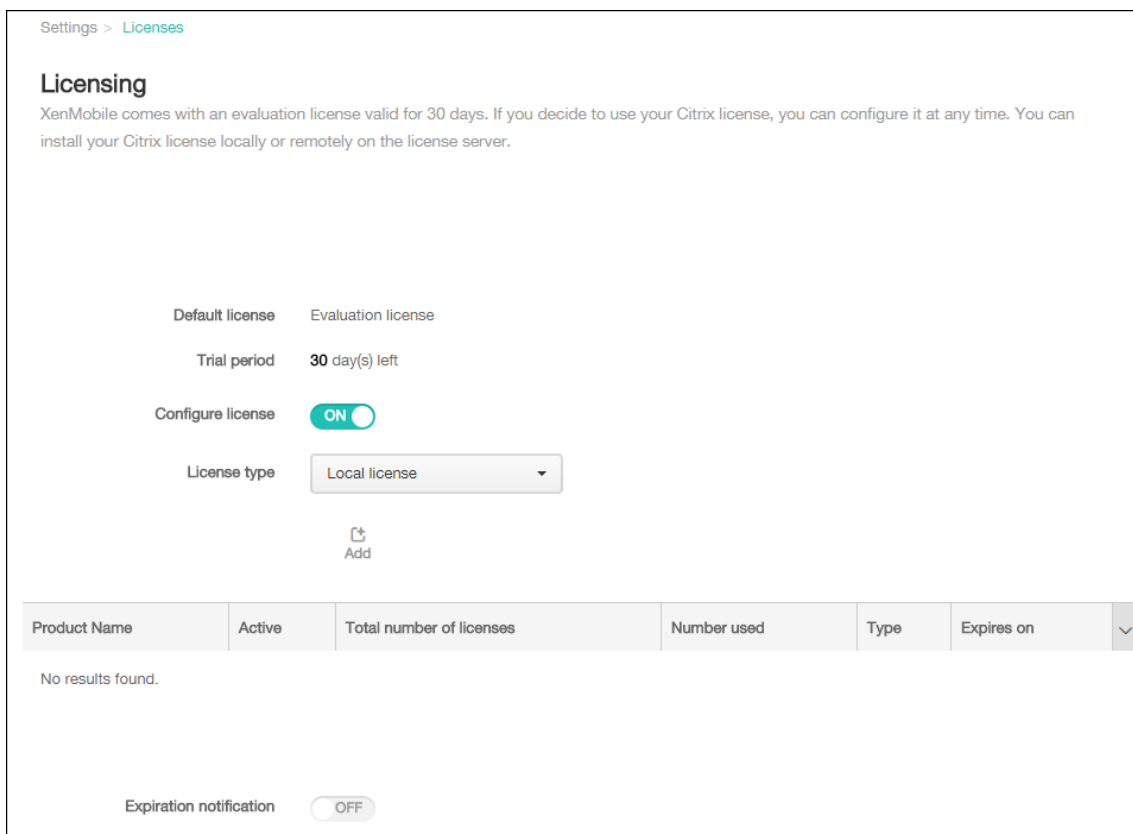 Settings > Licenses
Licensing
XenMobile comes with an evaluation license valid for 30 days. If you decide to use your Citrix license, you can configure it at any time. You can
install your Citrix license locally or remotely on the license server.
Default license Evaluation license
Trial period 30 day(s) left
Configure license ON
License type Local license
Add
Product Name Active Total number of licenses Number used Type Expires on
No results found.
Expiration notification OFF